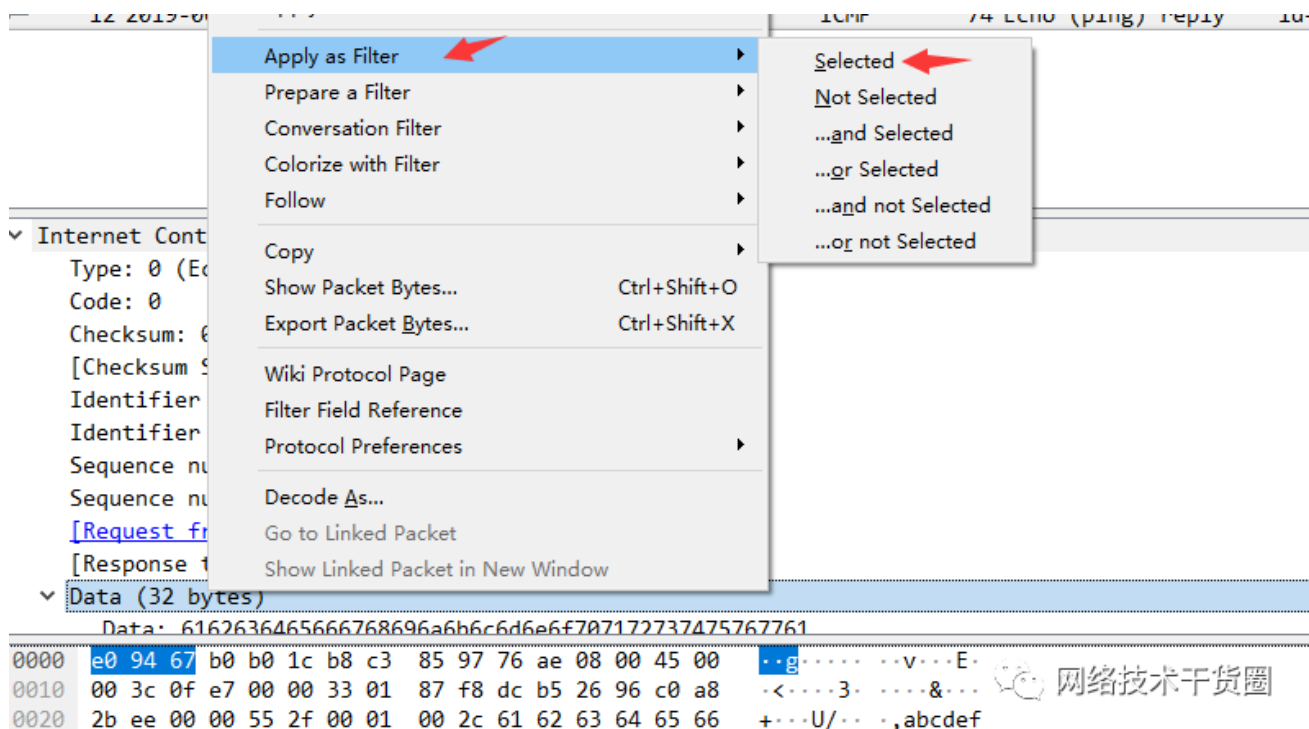 74 Echo (ping) reply
Apply as Filter
Selected
Prepare a Filter
Not Selected
Conversation Filter
...and Selected
Colorize with Filter
...or Selected
Follow
...and not Selected
...or not Selected
Internet Cont
Copy
Type: 0 (Ec
Show Packet Bytes... Ctrl+Shift+O
Code: 0
Export Packet Bytes... Ctrl+Shift+X
Checksum: 0
[Checksum S
Wiki Protocol Page
Identifier
Filter Field Reference
Identifier
Protocol Preferences
Sequence nu
Sequence nu
Decode As...
[Request fr
Go to Linked Packet
[Response t
Show Linked Packet in New Window
Data (32 bytes)
Data: 6162636465666768696a6b6c6d6e6f707172737475767761
0000 e0 94 67 b0 b0 1c b8 c3 85 97 76 ae 08 00 45 00 ··g····· ··v···E·
0010 00 3c 0f e7 00 00 33 01 87 f8 dc b5 26 96 c0 a8 ·<····3· ····&···
0020 2b ee 00 00 55 2f 00 01 00 2c 61 62 63 64 65 66 +···U/·· ·,abcdef
网络技术干货圈